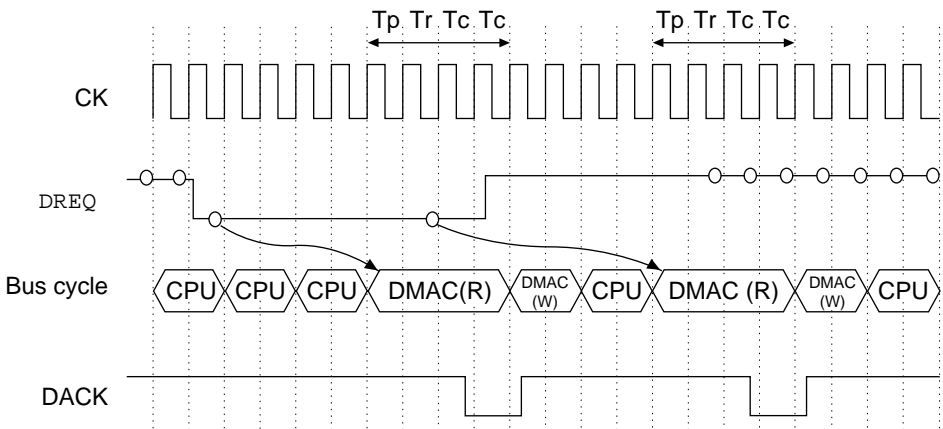 Tp Tr Tc Tc Tp Tr Tc Tc
CK
DREQ
Bus cycle CPU CPU CPU DMAC(R) DMAC (W) CPU DMAC (R) DMAC (W) CPU
DACK